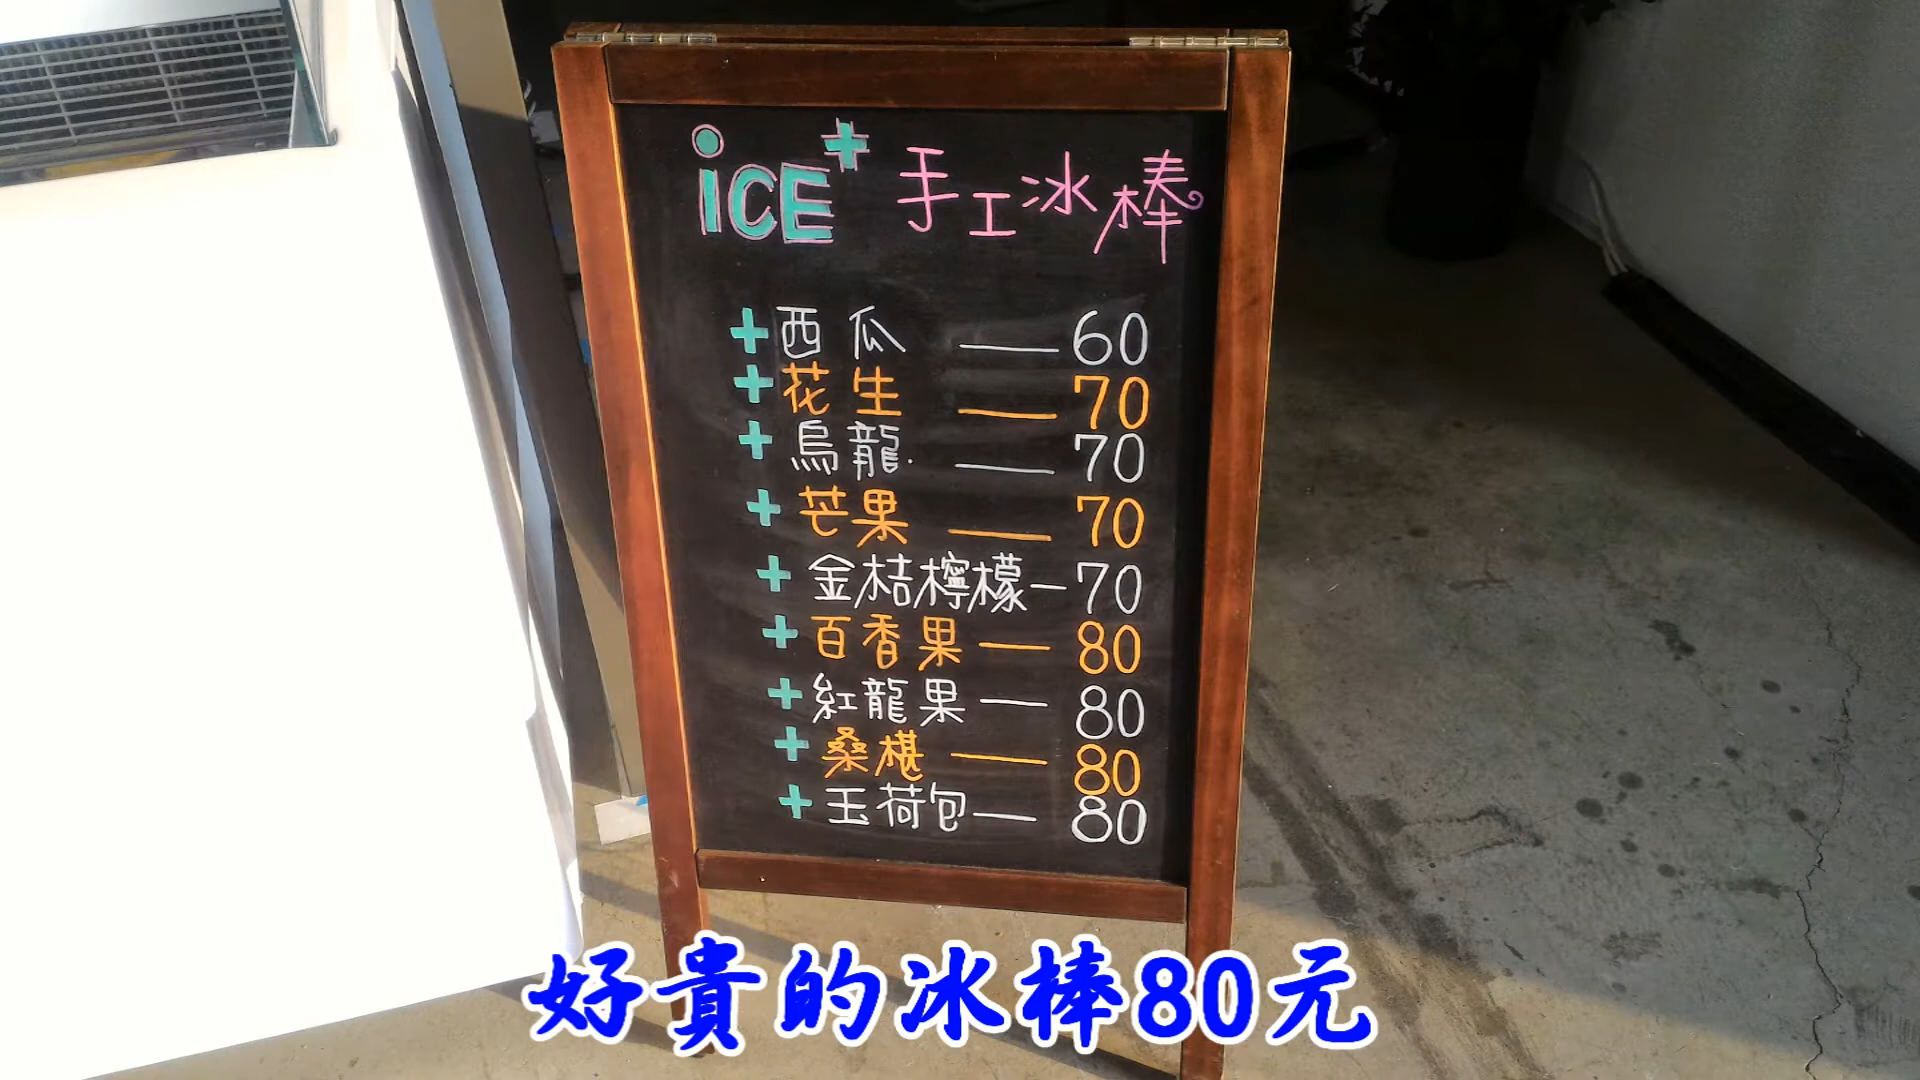 iCE+ 手工冰棒
+ 西瓜 — 60
+ 花生 — 70
+ 烏龍 — 70
+ 芒果 — 70
+ 金桔檸檬 — 70
+ 百香果 — 80
+ 紅龍果 — 80
+ 桑椹 — 80
+ 玉荷包 — 80
好貴的冰棒80元